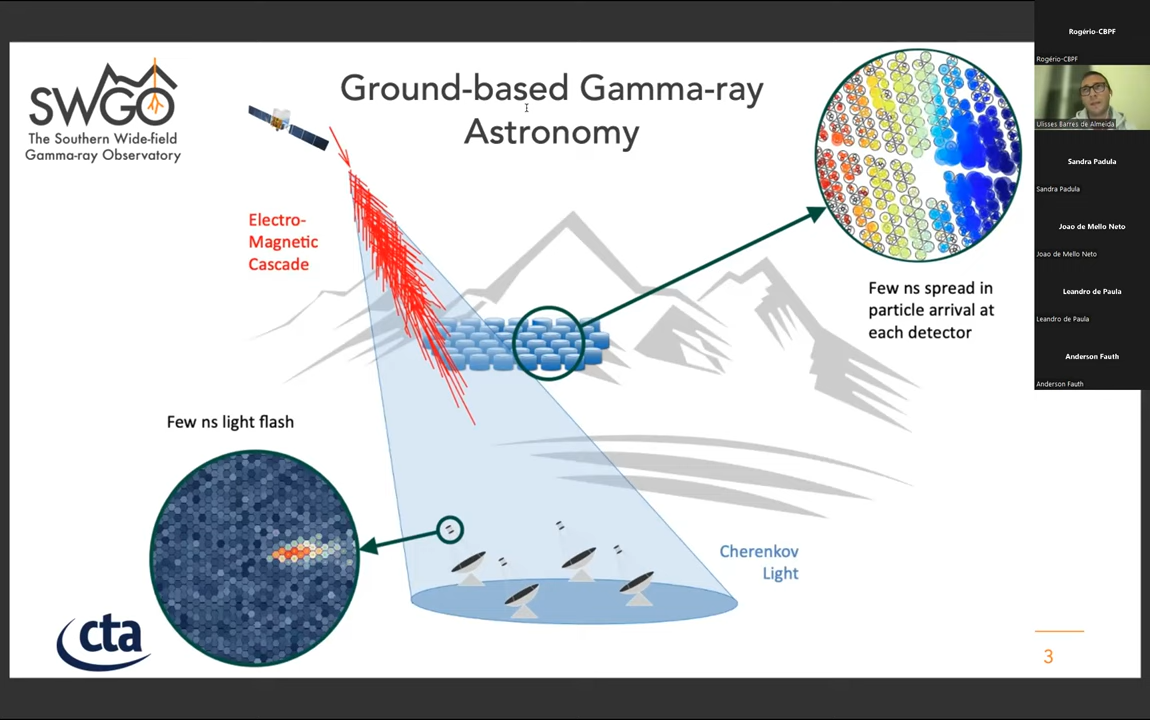 SWGO
The Southern Wide-field
Gamma-ray Observatory
Ground-based Gamma-ray
Astronomy
Electro-
Magnetic
Cascade
Few ns spread in
particle arrival at
each detector
Few ns light flash
Cherenkov
Light
cta
3
Rogério-CBPF
Rogério-CBPF
Ulisses Barres de Almeida
Sandra Padula
Sandra Padula
Joao de Mello Neto
Joao de Mello Neto
Leandro de Paula
Leandro de Paula
Anderson Fauth
Anderson Fauth